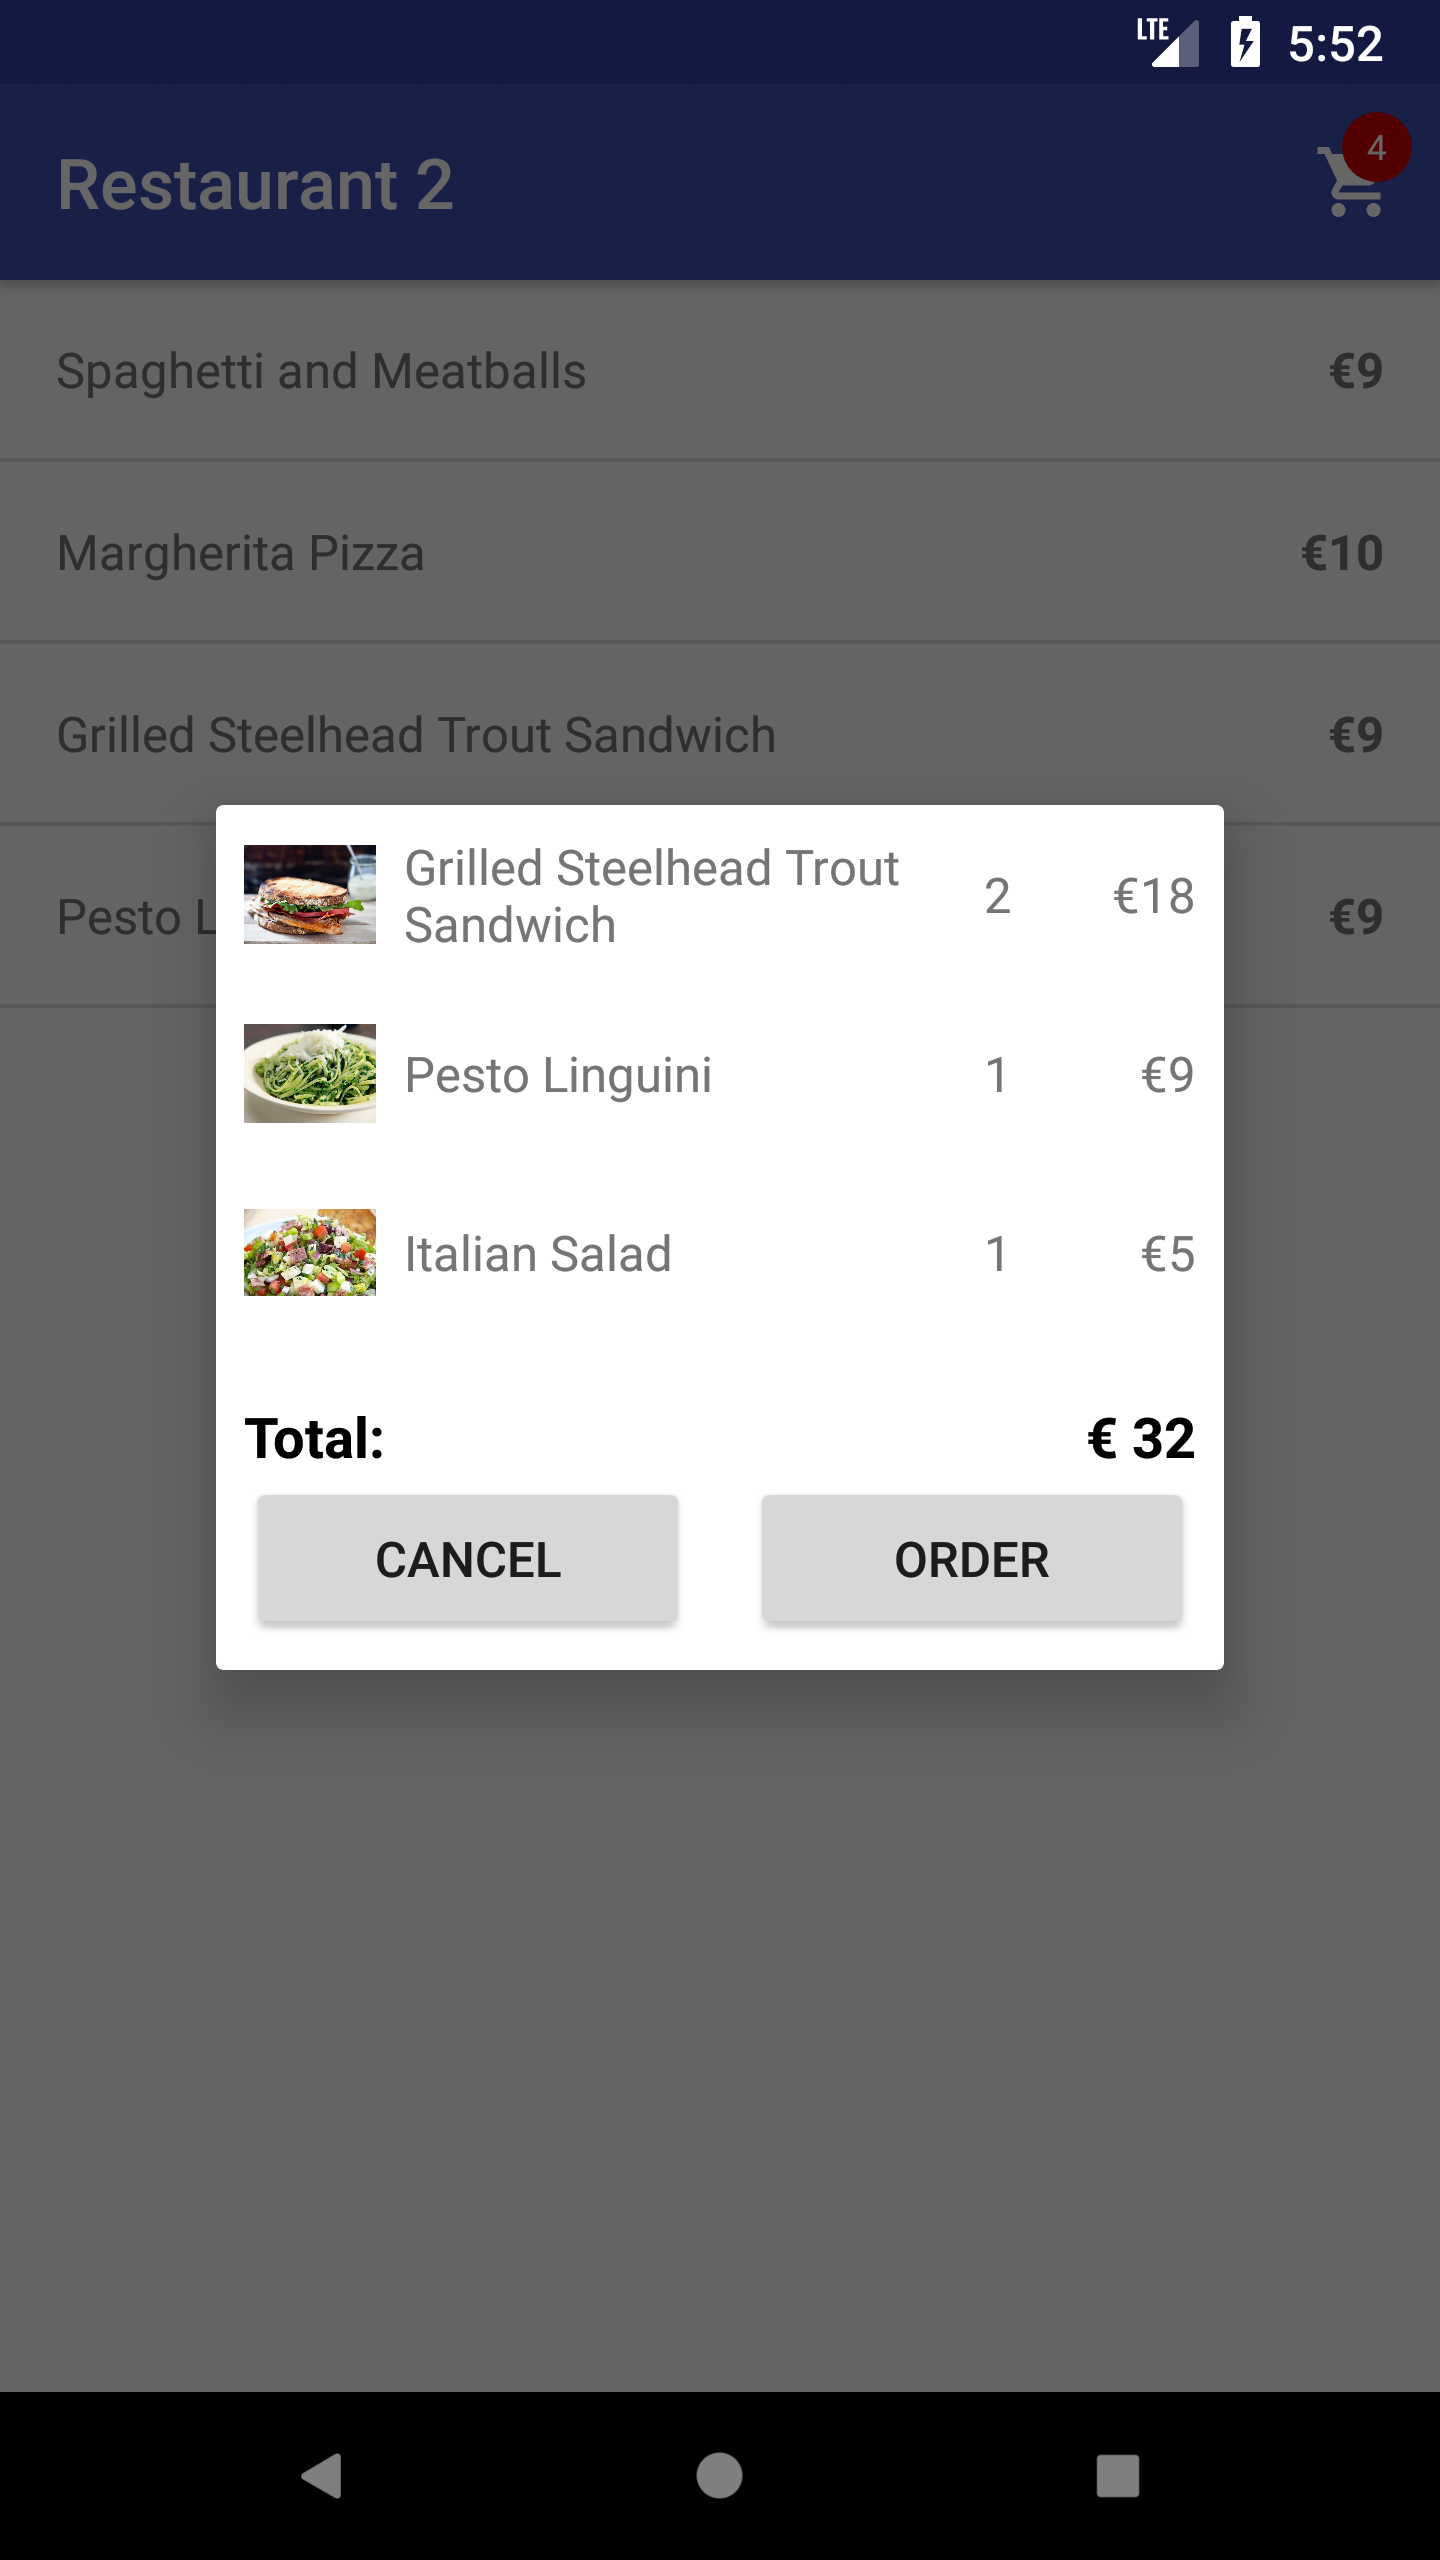 LTE 5:52
Restaurant 2 4
Spaghetti and Meatballs €9
Margherita Pizza €10
Grilled Steelhead Trout Sandwich €9
Pesto L €9
Grilled Steelhead Trout
Sandwich 2 €18
Pesto Linguini 1 €9
Italian Salad 1 €5
Total: € 32
CANCEL ORDER